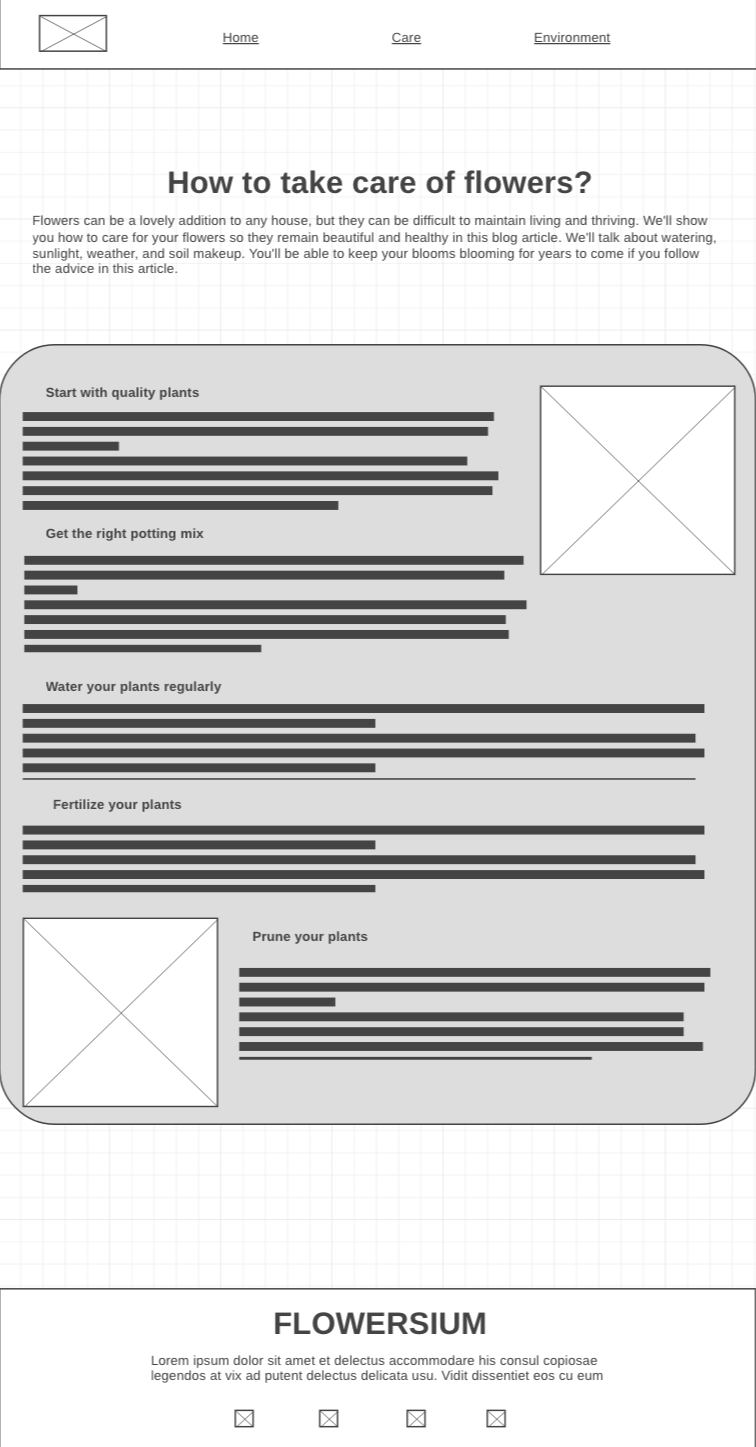 Home Care Environment
How to take care of flowers?
Flowers can be a lovely addition to any house, but they can be difficult to maintain living and thriving. We'll show
you how to care for your flowers so they remain beautiful and healthy in this blog article. We'll talk about watering,
sunlight, weather, and soil makeup. You'll be able to keep your blooms blooming for years to come if you follow
the advice in this article.
Start with quality plants
Get the right potting mix
Water your plants regularly
Fertilize your plants
Prune your plants
FLOWERSIUM
Lorem ipsum dolor sit amet et delectus accommodare his consul copiosae
legendos at vix ad putent delectus delicata usu. Vidit dissentiet eos cu eum